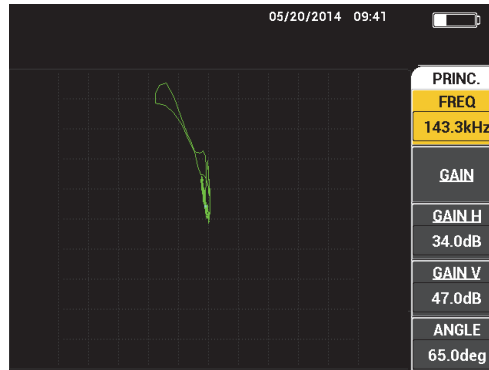 05/20/2014 09:41
PRINC.
FREQ
143.3kHz
GAIN
GAIN H
34.0dB
GAIN V
47.0dB
ANGLE
65.0deg